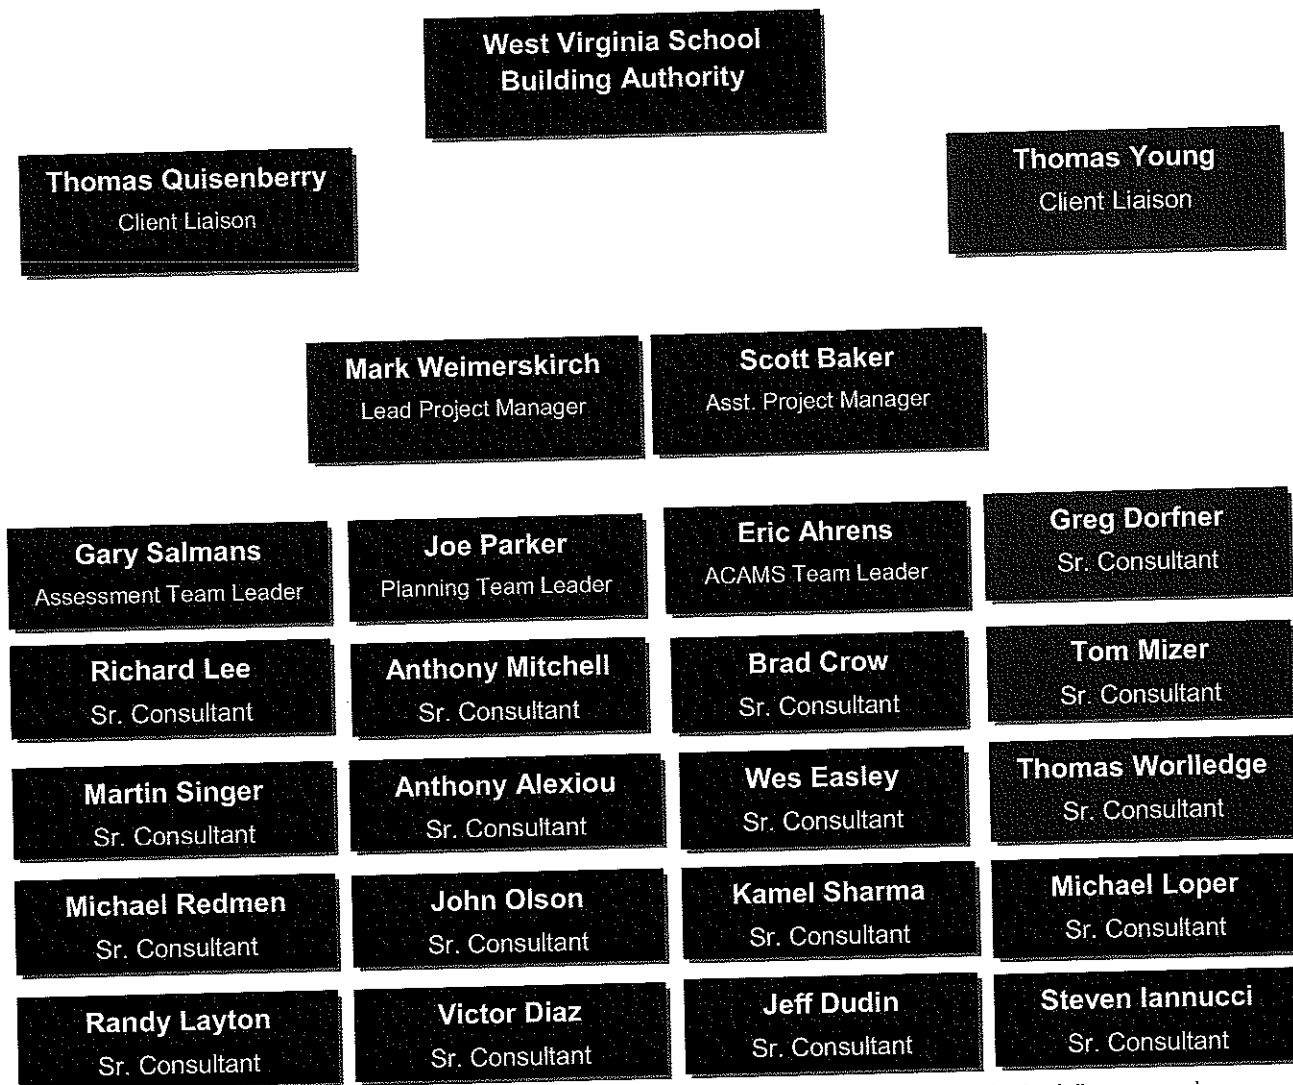 West Virginia School
Building Authority
Thomas Quisenberry
Client Liaison
Thomas Young
Client Liaison
Mark Weimerskirch
Lead Project Manager
Scott Baker
Asst. Project Manager
Gary Salmans
Assessment Team Leader
Joe Parker
Planning Team Leader
Eric Ahrens
ACAMS Team Leader
Greg Dorfner
Sr. Consultant
Richard Lee
Sr. Consultant
Anthony Mitchell
Sr. Consultant
Brad Crow
Sr. Consultant
Tom Mizer
Sr. Consultant
Martin Singer
Sr. Consultant
Anthony Alexiou
Sr. Consultant
Wes Easley
Sr. Consultant
Thomas Worlledge
Sr. Consultant
Michael Redmen
Sr. Consultant
John Olson
Sr. Consultant
Kamel Sharma
Sr. Consultant
Michael Loper
Sr. Consultant
Randy Layton
Sr. Consultant
Victor Diaz
Sr. Consultant
Jeff Dudin
Sr. Consultant
Steven Iannucci
Sr. Consultant